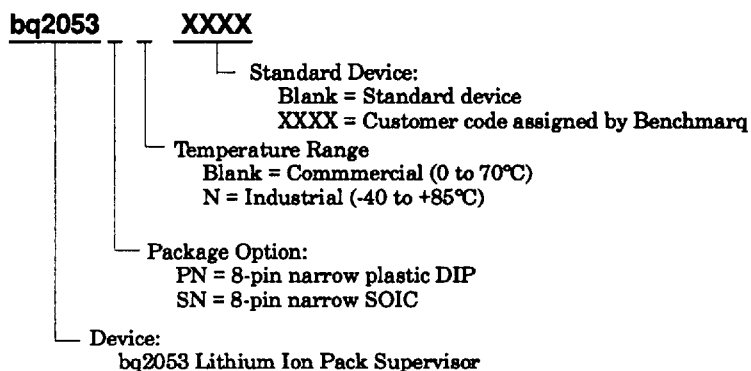 bq2053 _ _ XXXX
Standard Device:
Blank = Standard device
XXXX = Customer code assigned by Benchmarq
Temperature Range
Blank = Commmercial (0 to 70°C)
N = Industrial (-40 to +85°C)
Package Option:
PN = 8-pin narrow plastic DIP
SN = 8-pin narrow SOIC
Device:
bq2053 Lithium Ion Pack Supervisor